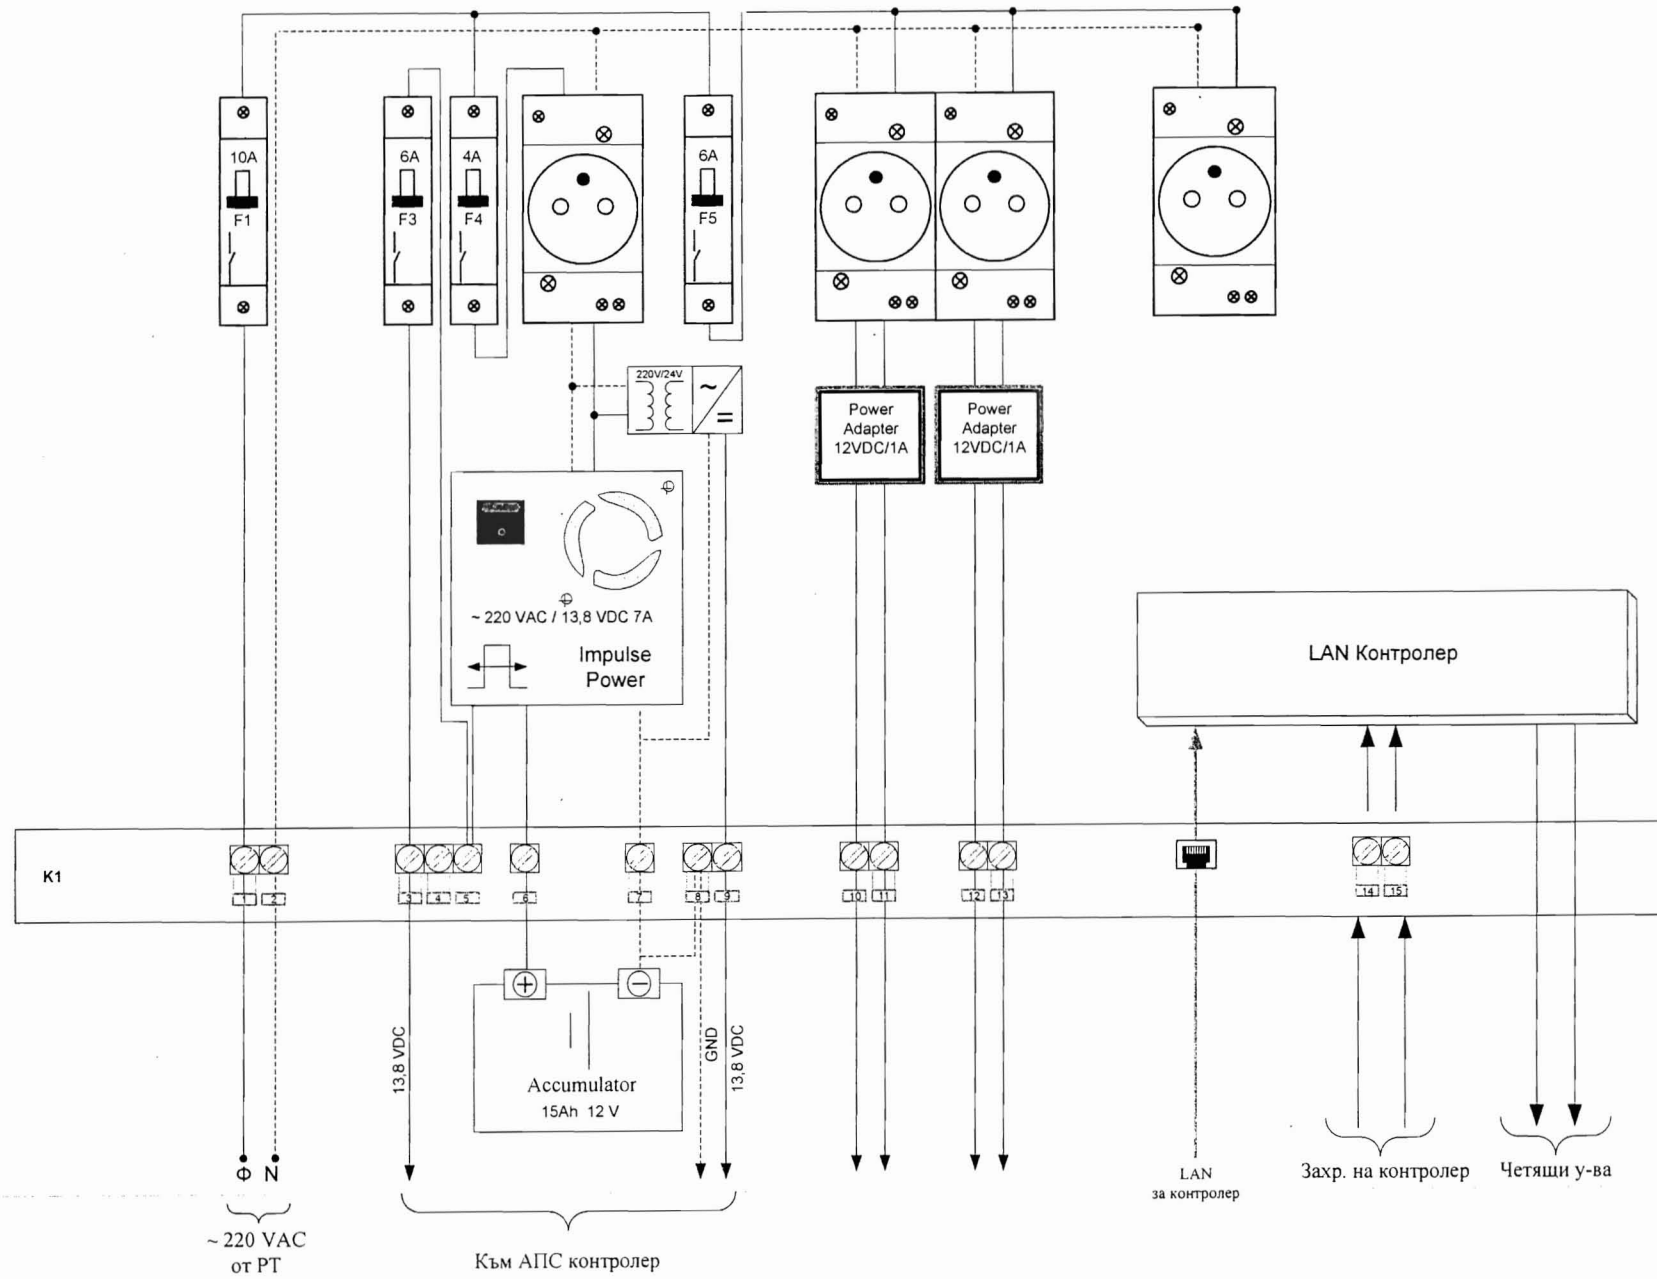 10A
F1
6A
F3
4A
F4
6A
F5
220V/24V
~
=
Power
Adapter
12VDC/1A
Power
Adapter
12VDC/1A
~ 220 VAC / 13,8 VDC 7A
Impulse
Power
LAN Контролер
K1
1
2
3
4
5
6
7
8
9
10
11
12
13
14
15
+
−
13,8 VDC
Accumulator
15Ah 12 V
GND
13,8 VDC
Ф N
~ 220 VAC
от РТ
Към АПС контролер
LAN
за контролер
Захр. на контролер
Четящи у-ва